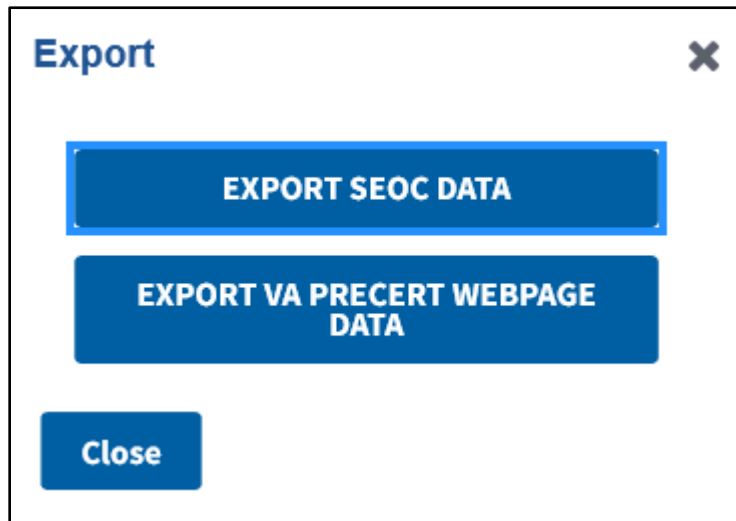 Export
EXPORT SEOC DATA
EXPORT VA PRECERT WEBPAGE
DATA
Close